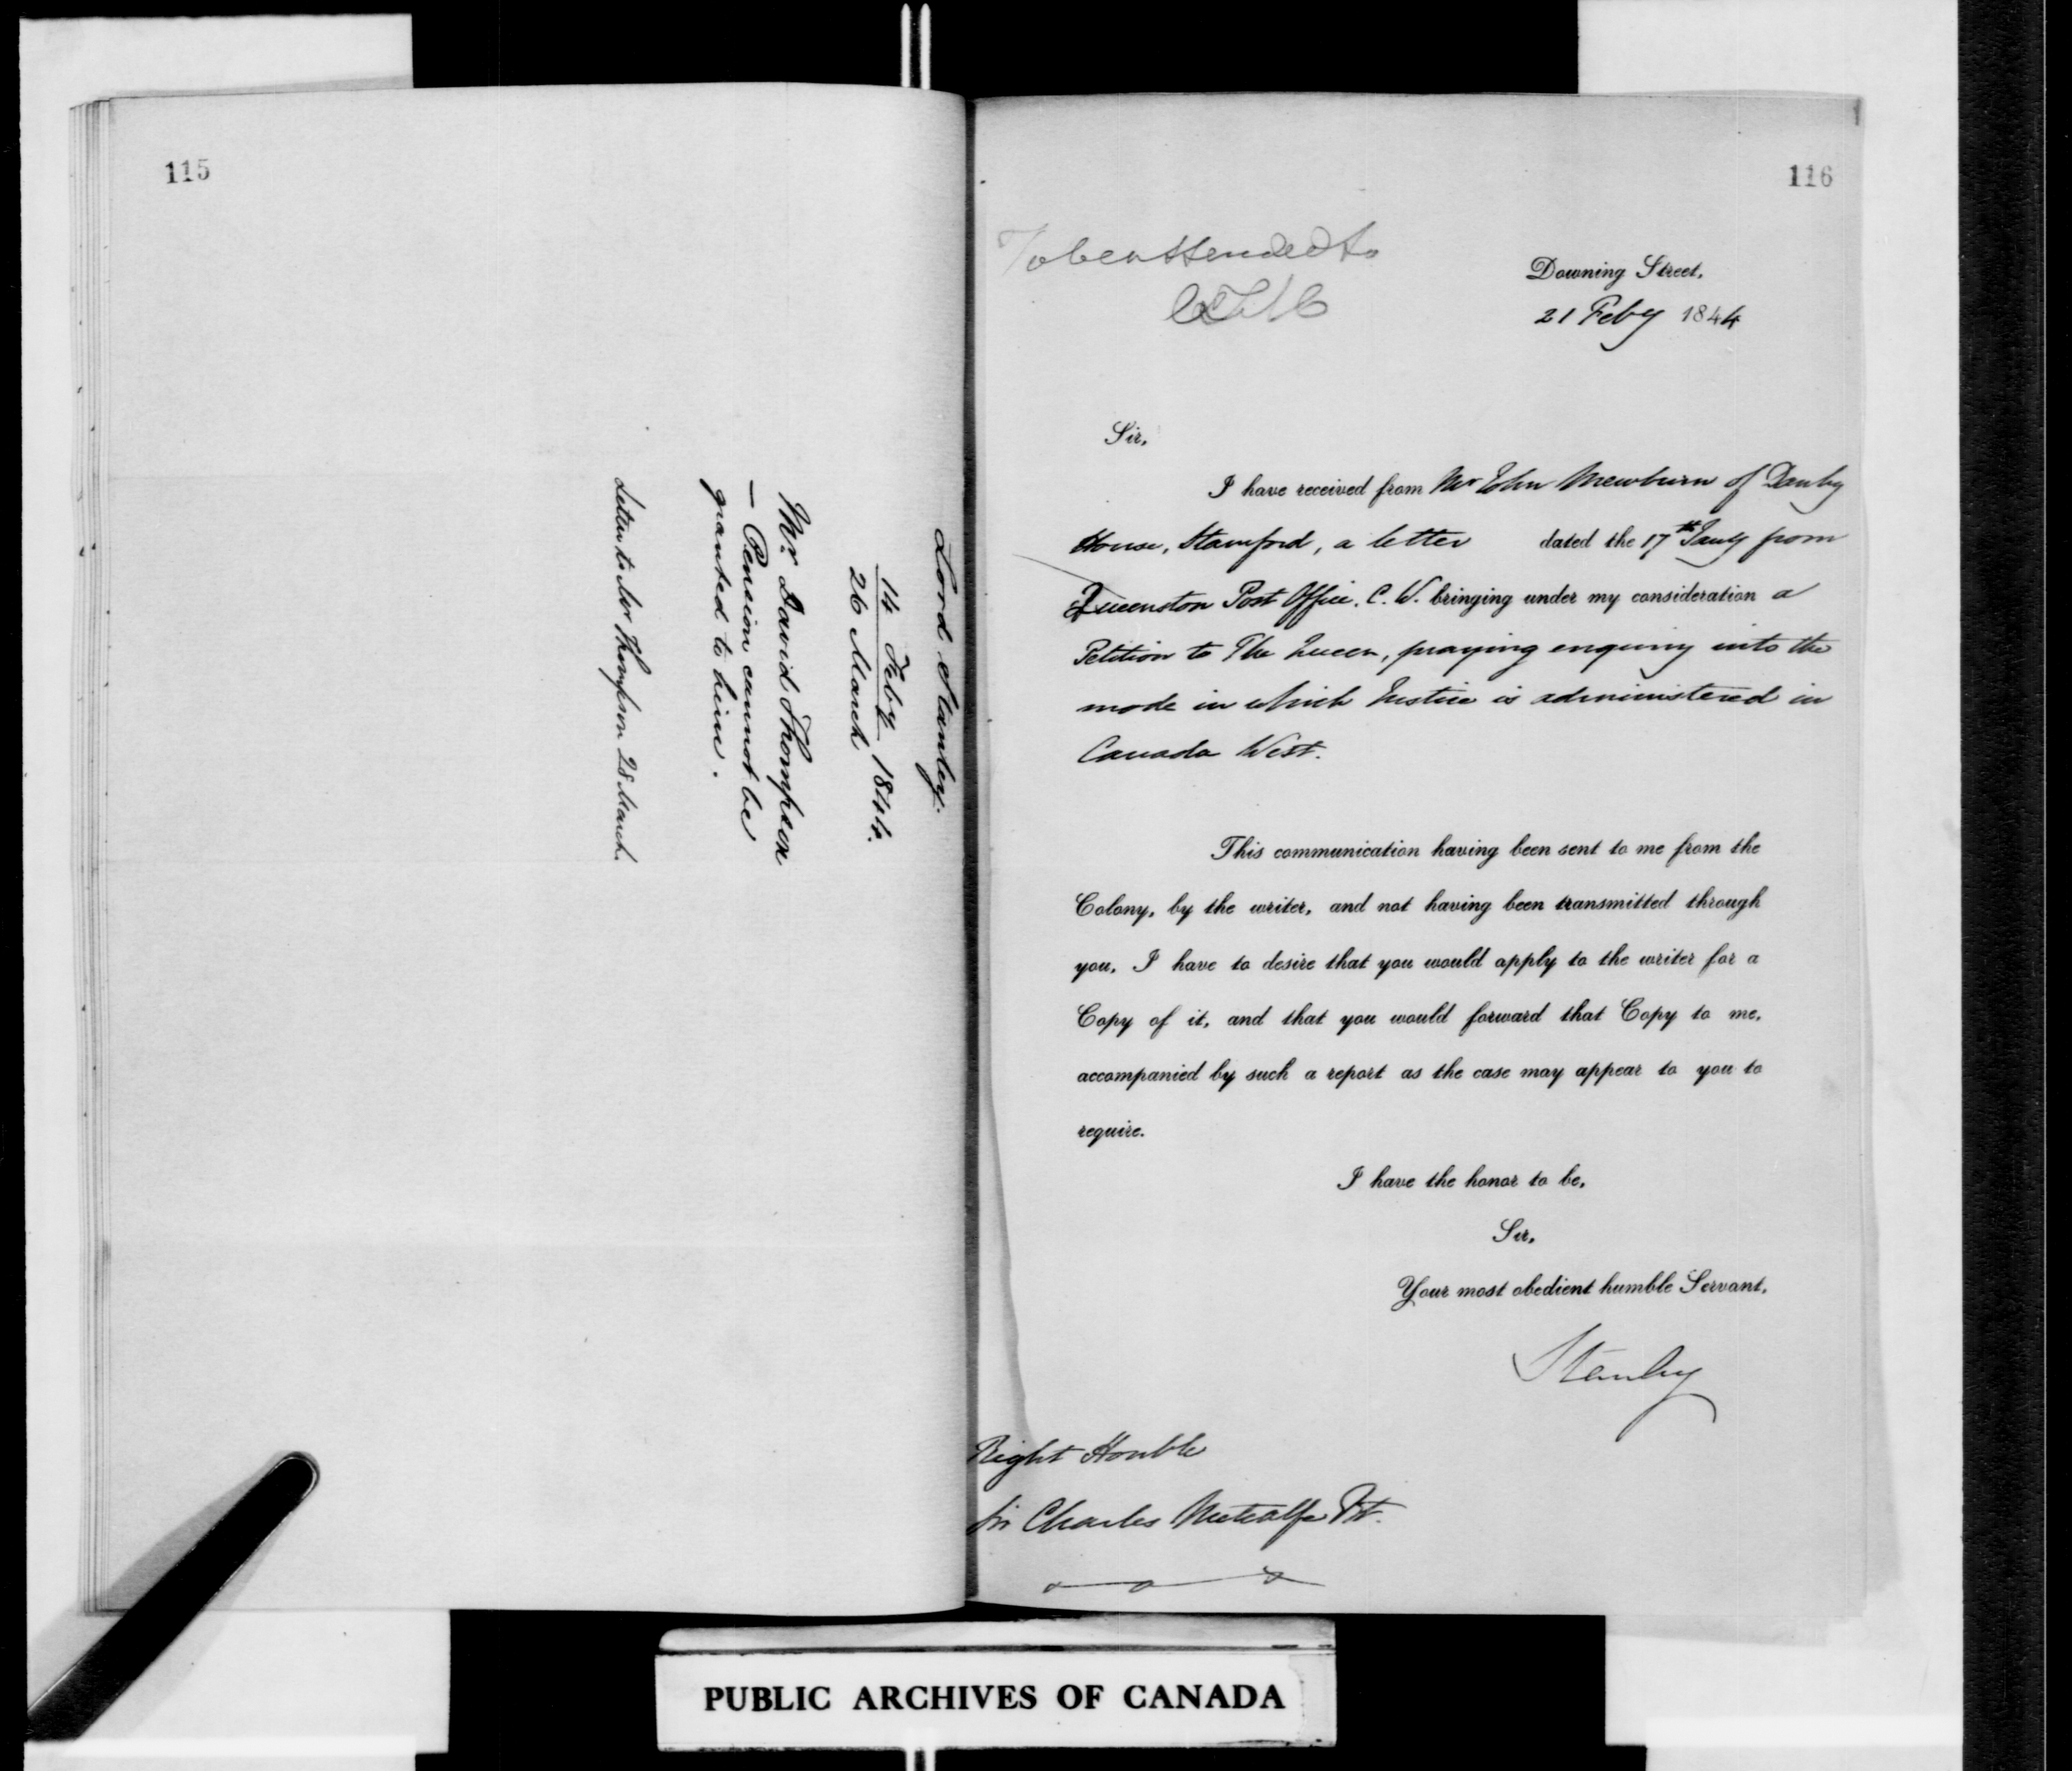 115
Lord Stanley.
14 Feby
26 March 1844.
Mr David Thompson
— Pension cannot be
granted to him.
Letter to Mr Thompson 28 March.
116
To be attended to
CTM
Downing Street,
21 Feby 1844
Sir,
I have received from Mr John Mewburn of Danby
House, Stamford, a letter dated the 17th Jany from
Queenston Post Office, C. W. bringing under my consideration a
Petition to The Queen, praying enquiry into the
mode in which Justice is administered in
Canada West.
This communication having been sent to me from the
Colony, by the writer, and not having been transmitted through
you, I have to desire that you would apply to the writer for a
Copy of it, and that you would forward that Copy to me,
accompanied by such a report as the case may appear to you to
require.
I have the honor to be,
Sir,
Your most obedient humble Servant,
Stanley
Right Honble
Sir Charles Metcalfe Bt.
PUBLIC ARCHIVES OF CANADA